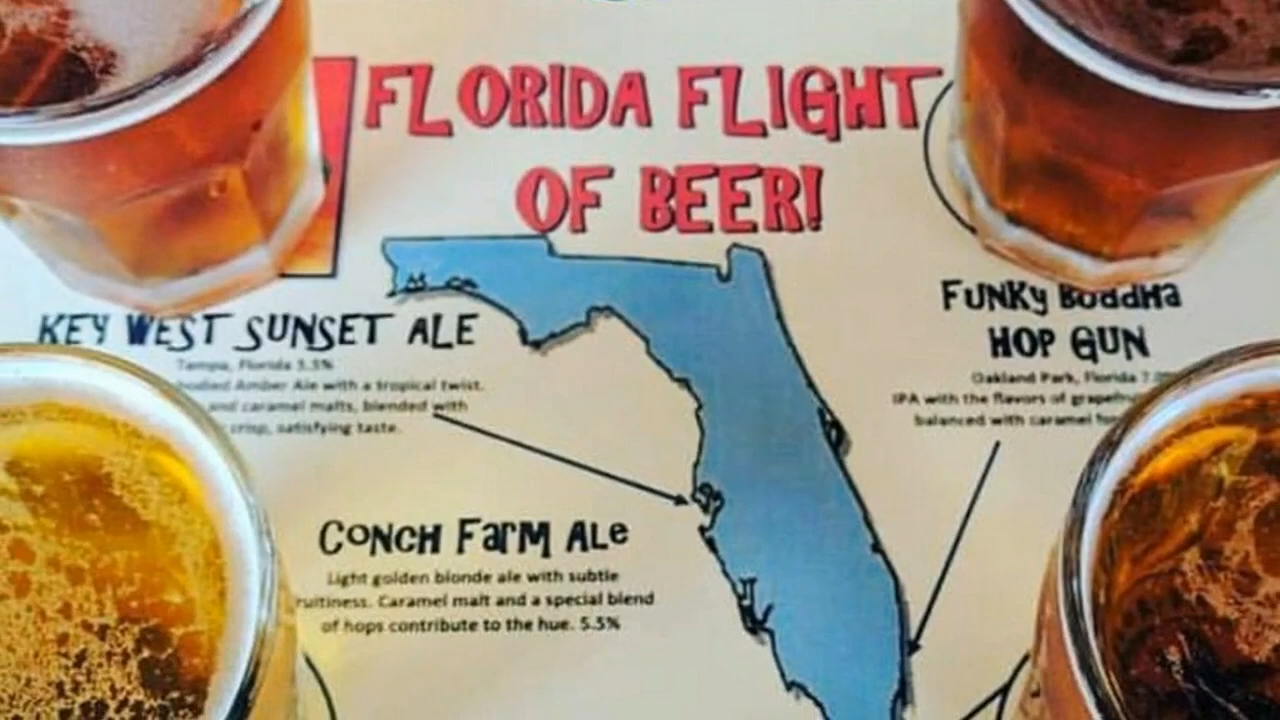 FLORIDA FLIGHT
OF BEER!
KEY WEST SUNSET ALE
Tampa, Florida 5.5%
bodied Amber Ale with a tropical twist.
and caramel malts, blended with
crisp, satisfying taste.
FUNKy BuddHa
HOP GUN
Oakland Park, Florida
IPA with the flavors of
balanced with caramel
CONCH FarM ALe
Light golden blonde ale with subtle
ruitiness. Caramel malt and a special blend
of hops contribute to the hue. 5.5%